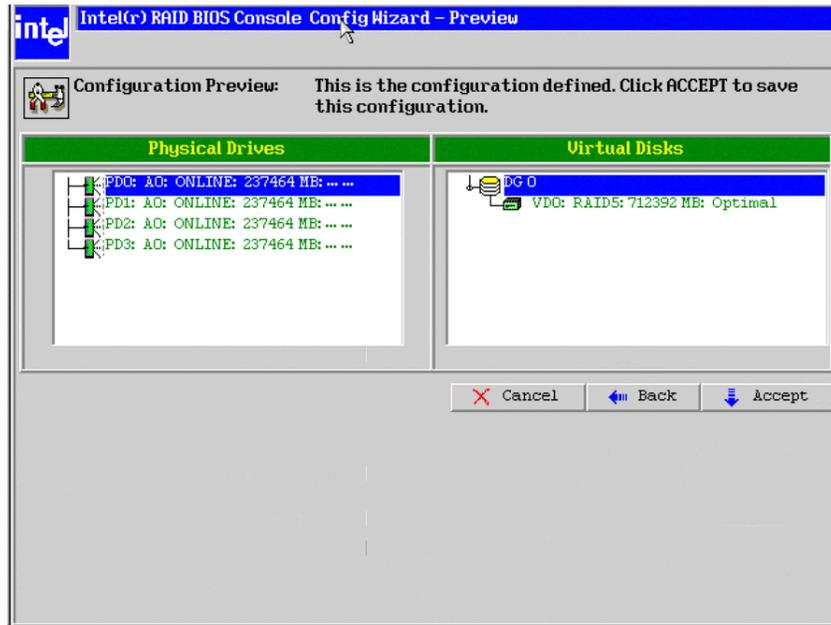 intel
Intel(r) RAID BIOS Console Config Wizard - Preview
Configuration Preview: This is the configuration defined. Click ACCEPT to save
this configuration.
Physical Drives
PD0: A0: ONLINE: 237464 MB: ... ...
PD1: A0: ONLINE: 237464 MB: ... ...
PD2: A0: ONLINE: 237464 MB: ... ...
PD3: A0: ONLINE: 237464 MB: ... ...
Virtual Disks
DG 0
VD0: RAID5: 712392 MB: Optimal
Cancel
Back
Accept